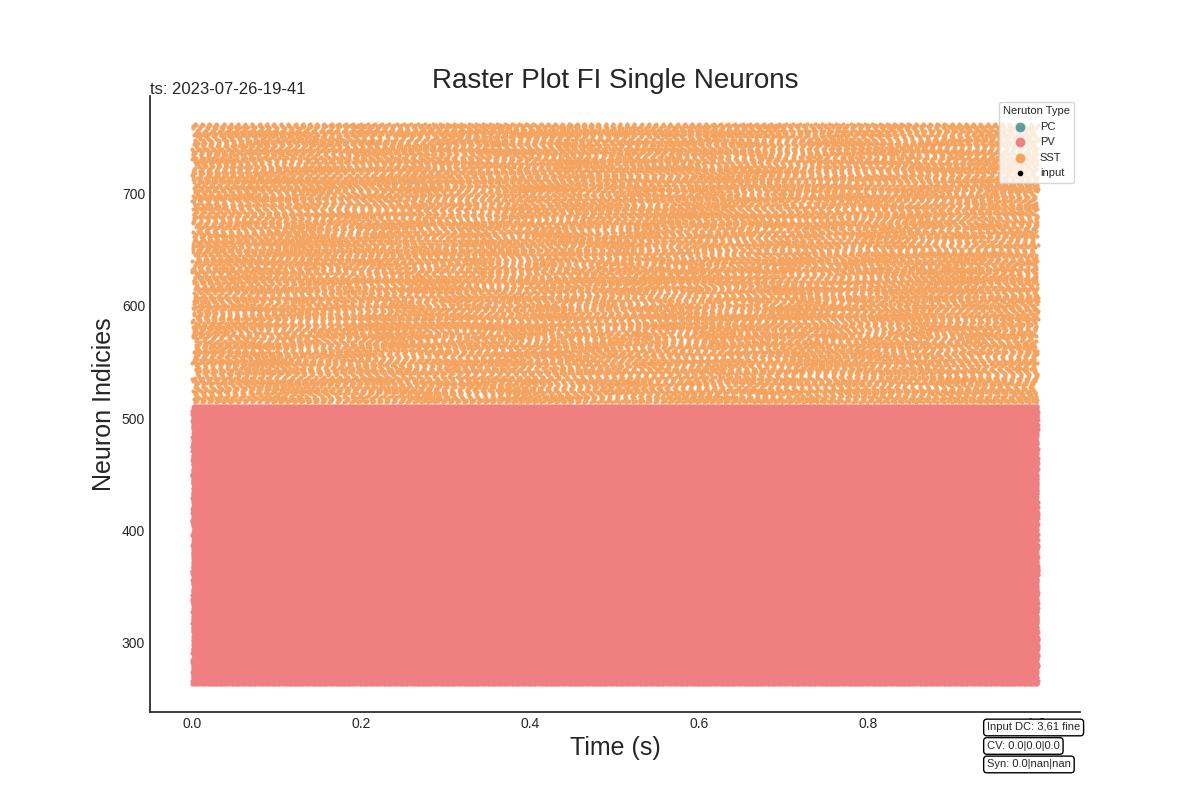 Raster Plot FI Single Neurons
ts: 2023-07-26-19-41
Neruton Type
PC
PV
SST
input
700
600
500
400
300
Neuron Indicies
0.0
0.2
0.4
0.6
0.8
Time (s)
Input DC: 3,61 fine
CV: 0.0|0.0|0.0
Syn: 0.0|nan|nan